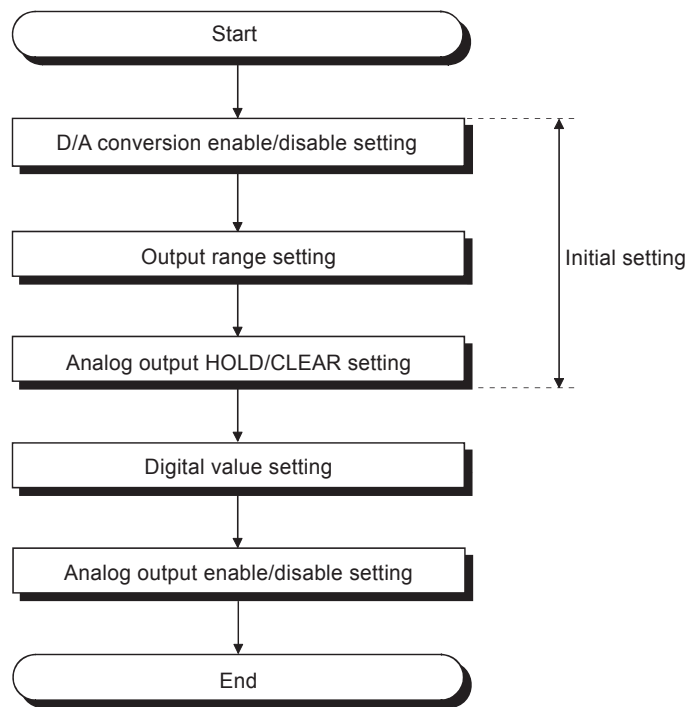 Start
D/A conversion enable/disable setting
Output range setting
Initial setting
Analog output HOLD/CLEAR setting
Digital value setting
Analog output enable/disable setting
End